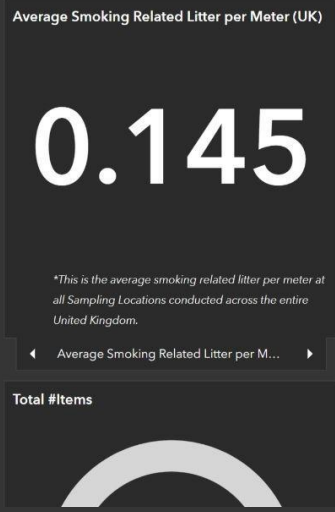 Average Smoking Related Litter per Meter (UK)
0.145
*This is the average smoking related litter per meter at
all Sampling Locations conducted across the entire
United Kingdom.
Average Smoking Related Litter per M...
Total #Items